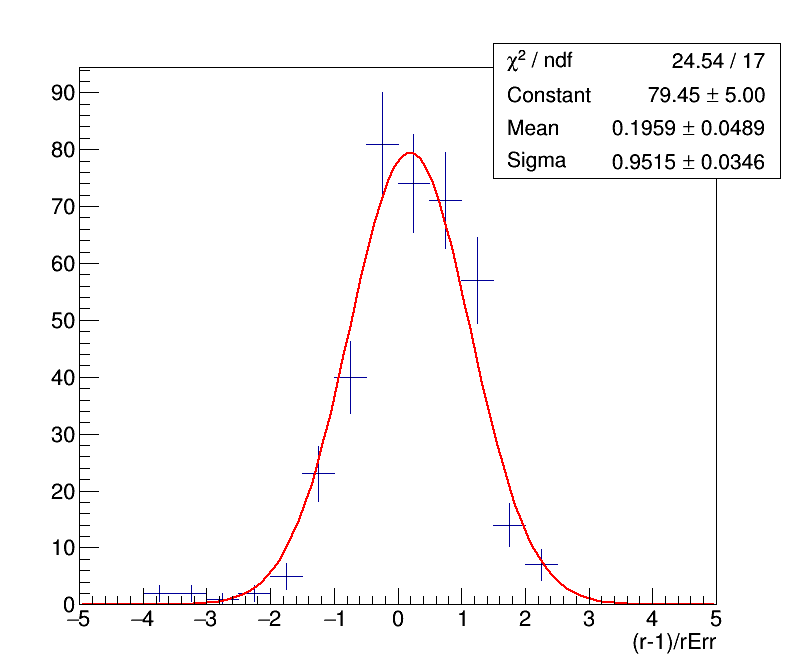 χ² / ndf 24.54 / 17
Constant 79.45 ± 5.00
Mean 0.1959 ± 0.0489
Sigma 0.9515 ± 0.0346
90
80
70
60
50
40
30
20
10
0
−5 −4 −3 −2 −1 0 1 2 3 4 5
(r-1)/rErr